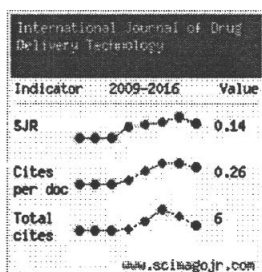 International Journal of Drug
Delivery Technology
Indicator 2009-2016 Value
SJR 0.14
Cites
per doc 0.26
Total
cites 6
www.scimagojr.com